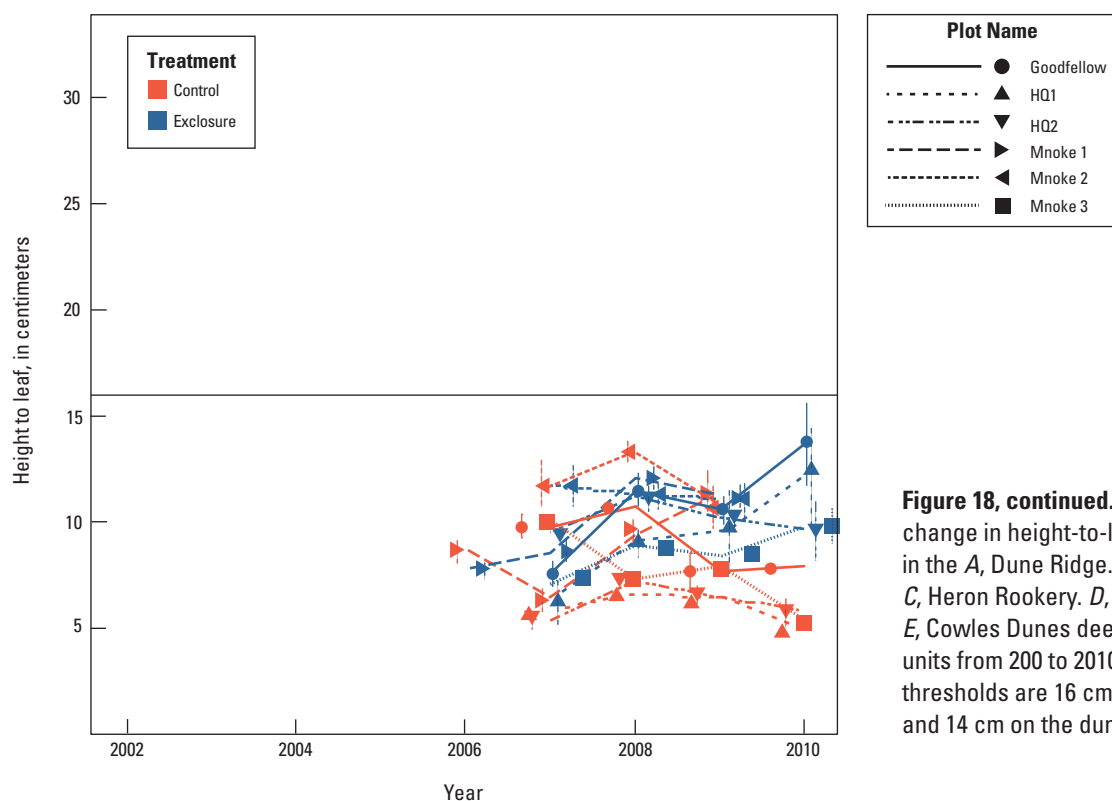 Treatment
Control
Exclosure
30
25
20
15
10
5
Height to leaf, in centimeters
2002 2004 2006 2008 2010
Year
Plot Name
Goodfellow
HQ1
HQ2
Mnoke 1
Mnoke 2
Mnoke 3
Figure 18, continued.
change in height-to-l
in the A, Dune Ridge.
C, Heron Rookery. D,
E, Cowles Dunes dee
units from 200 to 2010
thresholds are 16 cm
and 14 cm on the dun